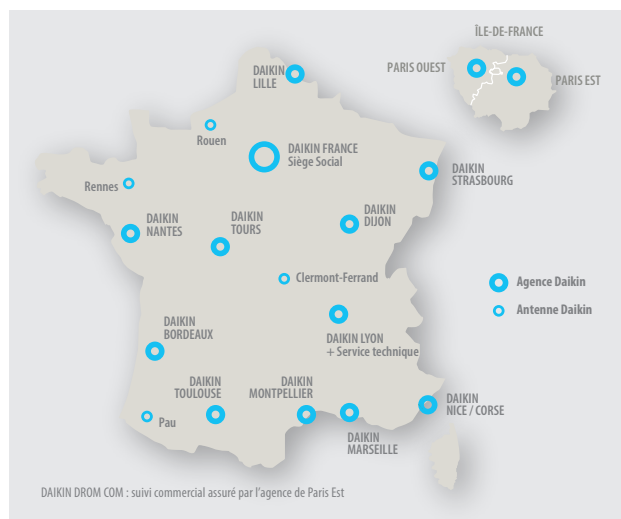 ÎLE-DE-FRANCE
PARIS OUEST
PARIS EST
DAIKIN
LILLE
Rouen
DAIKIN FRANCE
Siège Social
DAIKIN
STRASBOURG
Rennes
DAIKIN
NANTES
DAIKIN
TOURS
DAIKIN
DIJON
Clermont-Ferrand
Agence Daikin
Antenne Daikin
DAIKIN
BORDEAUX
DAIKIN LYON
+ Service technique
DAIKIN
TOULOUSE
DAIKIN
MONTPELLIER
DAIKIN
NICE / CORSE
Pau
DAIKIN
MARSEILLE
DAIKIN DROM COM : suivi commercial assuré par l'agence de Paris Est